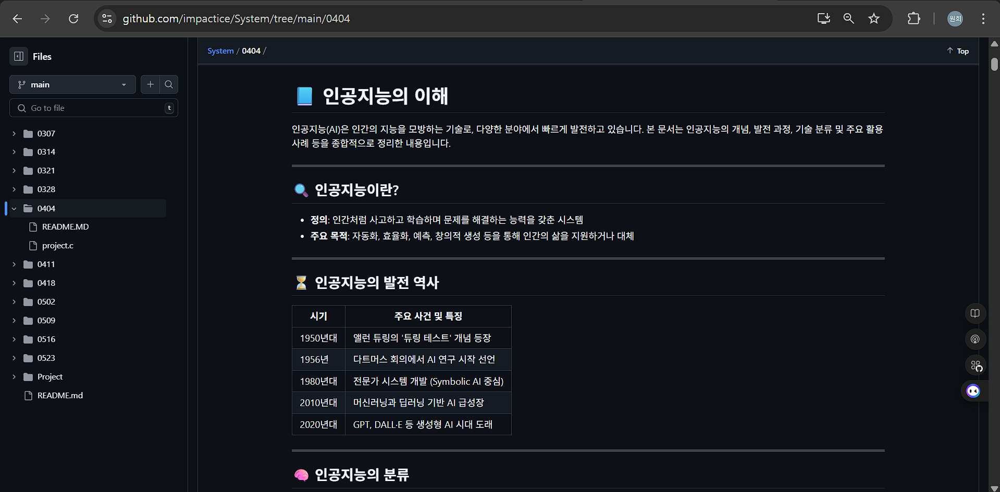 github.com/impactice/System/tree/main/0404
원희
Files
main
Go to file
t
0307
0314
0321
0328
0404
README.MD
project.c
0411
0418
0502
0509
0516
0523
Project
README.md
System / 0404 /
Top
인공지능의 이해
인공지능(AI)은 인간의 지능을 모방하는 기술로, 다양한 분야에서 빠르게 발전하고 있습니다. 본 문서는 인공지능의 개념, 발전 과정, 기술 분류 및 주요 활용
사례 등을 종합적으로 정리한 내용입니다.
인공지능이란?
정의: 인간처럼 사고하고 학습하며 문제를 해결하는 능력을 갖춘 시스템
주요 목적: 자동화, 효율화, 예측, 창의적 생성 등을 통해 인간의 삶을 지원하거나 대체
인공지능의 발전 역사
시기 주요 사건 및 특징
1950년대 앨런 튜링의 '튜링 테스트' 개념 등장
1956년 다트머스 회의에서 AI 연구 시작 선언
1980년대 전문가 시스템 개발 (Symbolic AI 중심)
2010년대 머신러닝과 딥러닝 기반 AI 급성장
2020년대 GPT, DALL·E 등 생성형 AI 시대 도래
인공지능의 분류